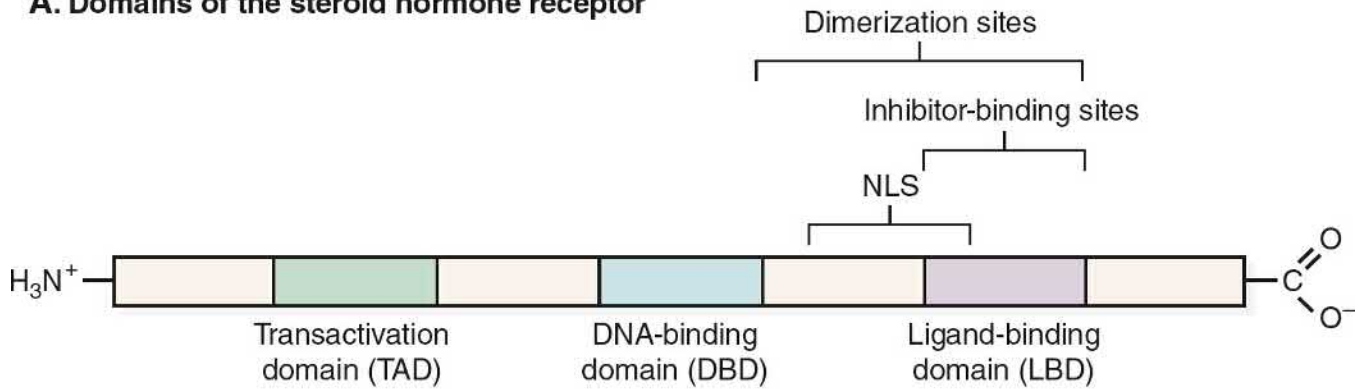 A. Domains of the steroid hormone receptor
Dimerization sites
Inhibitor-binding sites
NLS
H₃N⁺
C
O
O⁻
Transactivation
domain (TAD)
DNA-binding
domain (DBD)
Ligand-binding
domain (LBD)